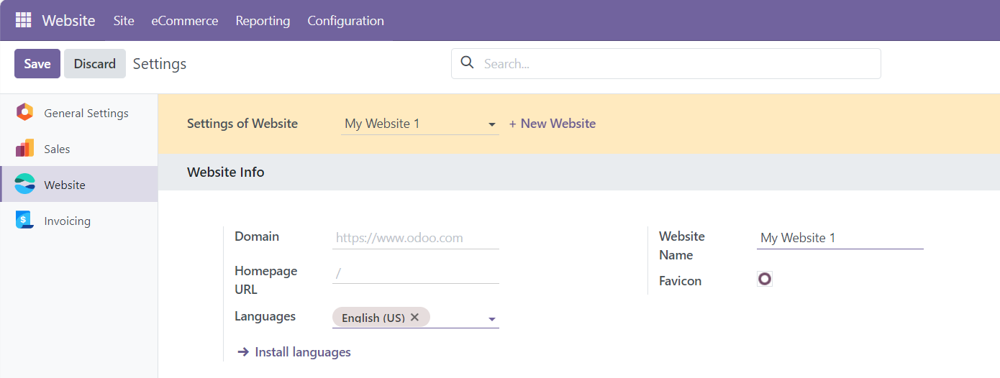 Website Site eCommerce Reporting Configuration
Save Discard Settings Search...
General Settings
Sales
Website
Invoicing
Settings of Website My Website 1 + New Website
Website Info
Domain https://www.odoo.com
Homepage
URL /
Languages English (US)
Install languages
Website
Name My Website 1
Favicon